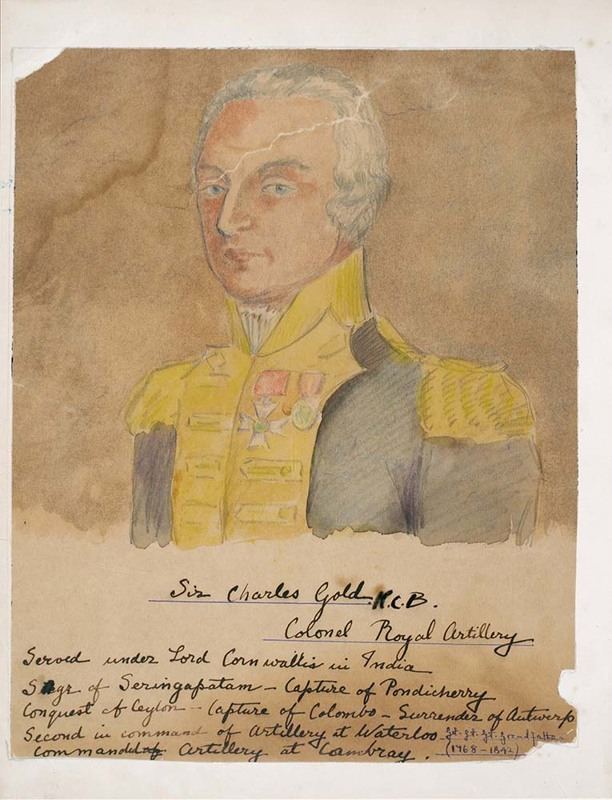 Sir Charles Gold K.C.B.
Colonel Royal Artillery
Served under Lord Cornwallis in India
Siege of Seringapatam - Capture of Pondicherry
Conquest of Ceylon - Capture of Colombo - Surrender of Antwerp
Second in command of Artillery at Waterloo gt. gt. gt. grandfather
Commanded Artillery at Cambray. (1768-1842)